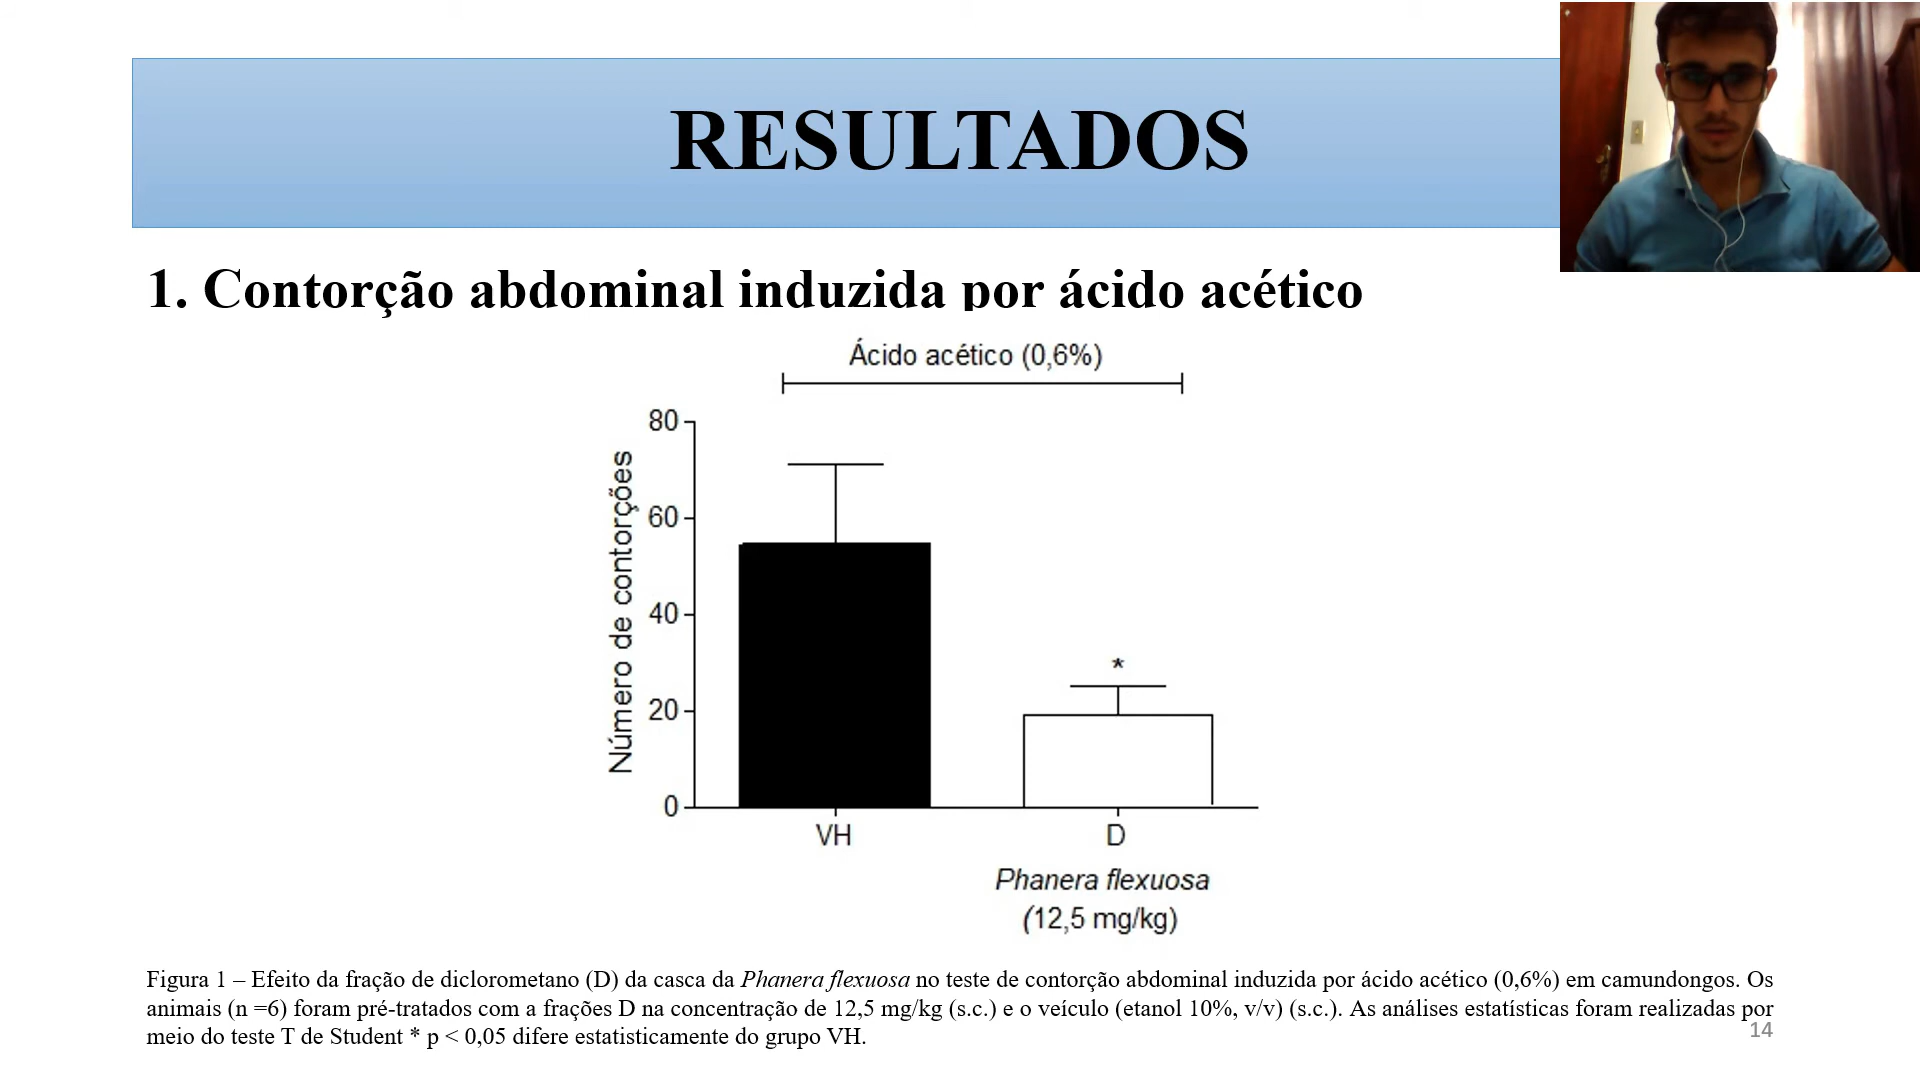 RESULTADOS
1. Contorção abdominal induzida por ácido acético
Ácido acético (0,6%)
Número de contorções
80
60
40
20
0
*
VH
D
Phanera flexuosa
(12,5 mg/kg)
Figura 1 – Efeito da fração de diclorometano (D) da casca da Phanera flexuosa no teste de contorção abdominal induzida por ácido acético (0,6%) em camundongos. Os
animais (n =6) foram pré-tratados com a frações D na concentração de 12,5 mg/kg (s.c.) e o veículo (etanol 10%, v/v) (s.c.). As análises estatísticas foram realizadas por
meio do teste T de Student * p < 0,05 difere estatisticamente do grupo VH.
14